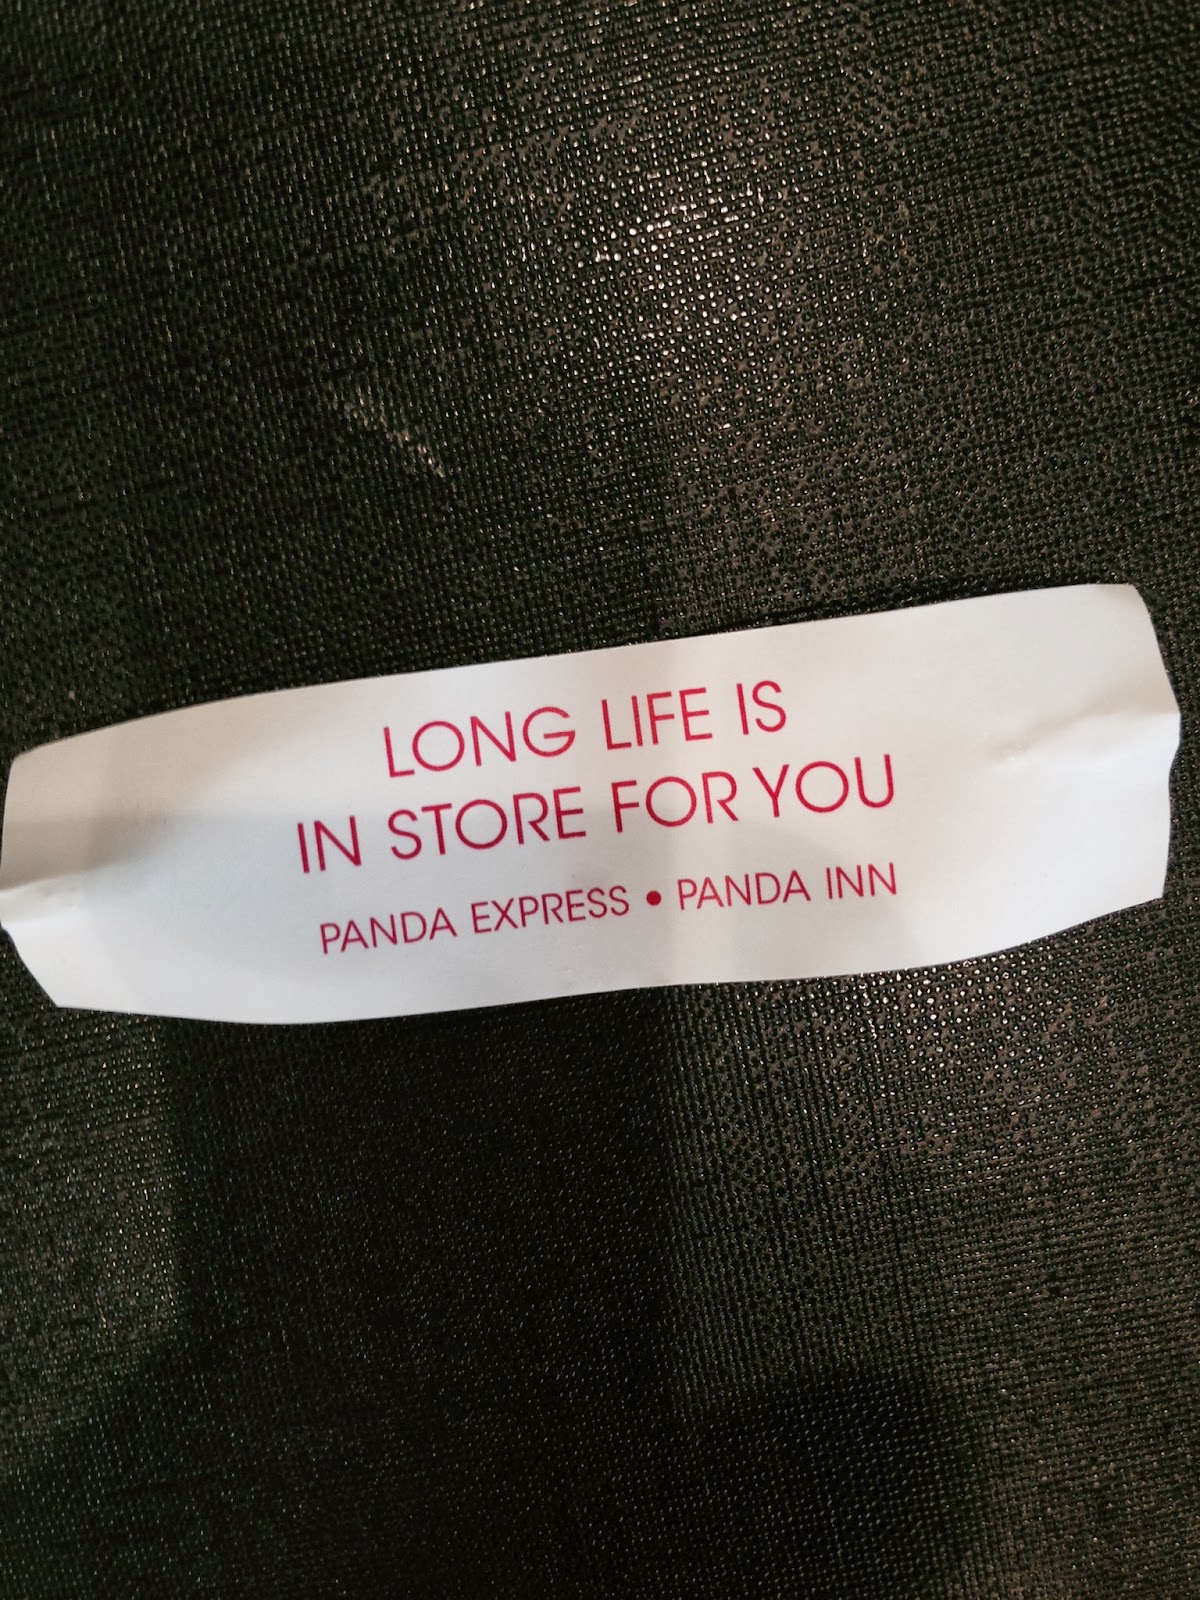 LONG LIFE IS
IN STORE FOR YOU
PANDA EXPRESS • PANDA INN